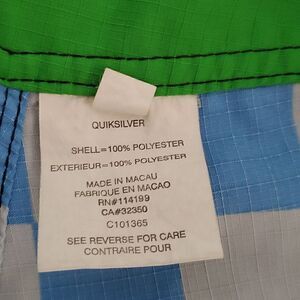 QUIKSILVER
SHELL=100% POLYESTER
EXTERIEUR=100% POLYESTER
MADE IN MACAU
FABRIQUE EN MACAO
RN#114199
CA#32350
C101365
SEE REVERSE FOR CARE
CONTRAIRE POUR